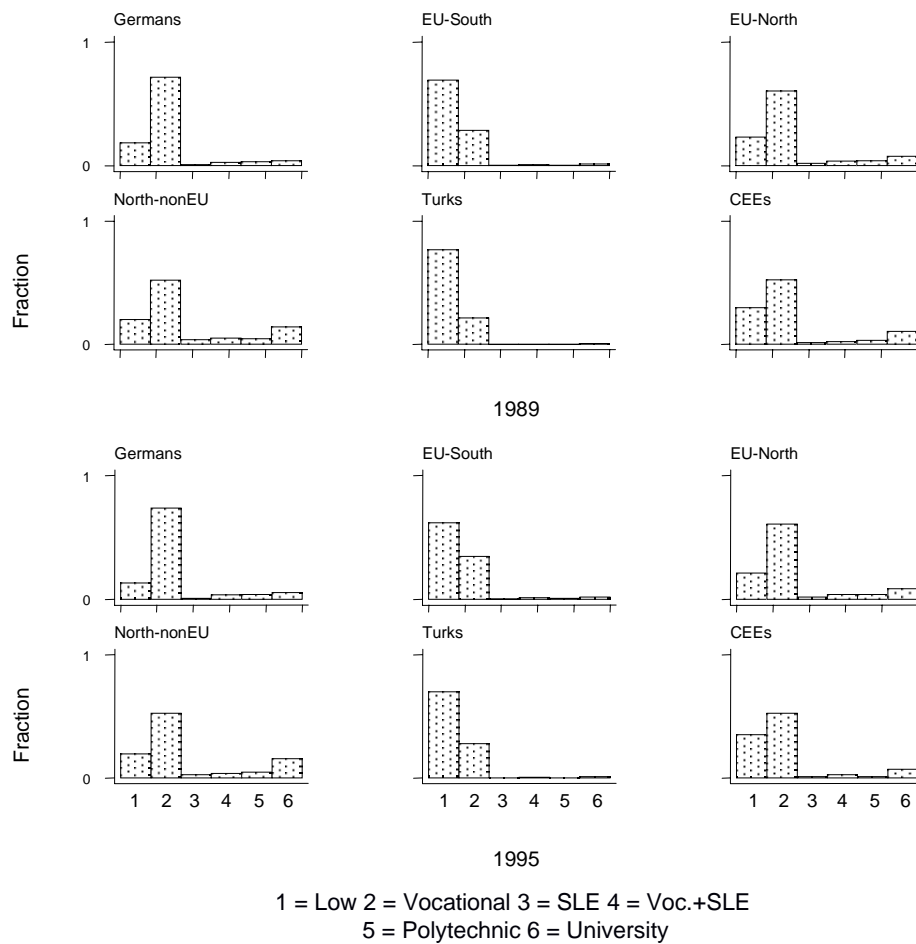 Germans EU-South EU-North
1
0
North-nonEU Turks CEEs
1
0
Fraction
1989
Germans EU-South EU-North
1
0
North-nonEU Turks CEEs
1
0
Fraction
1 2 3 4 5 6 1 2 3 4 5 6 1 2 3 4 5 6
1995
1 = Low 2 = Vocational 3 = SLE 4 = Voc.+SLE
5 = Polytechnic 6 = University